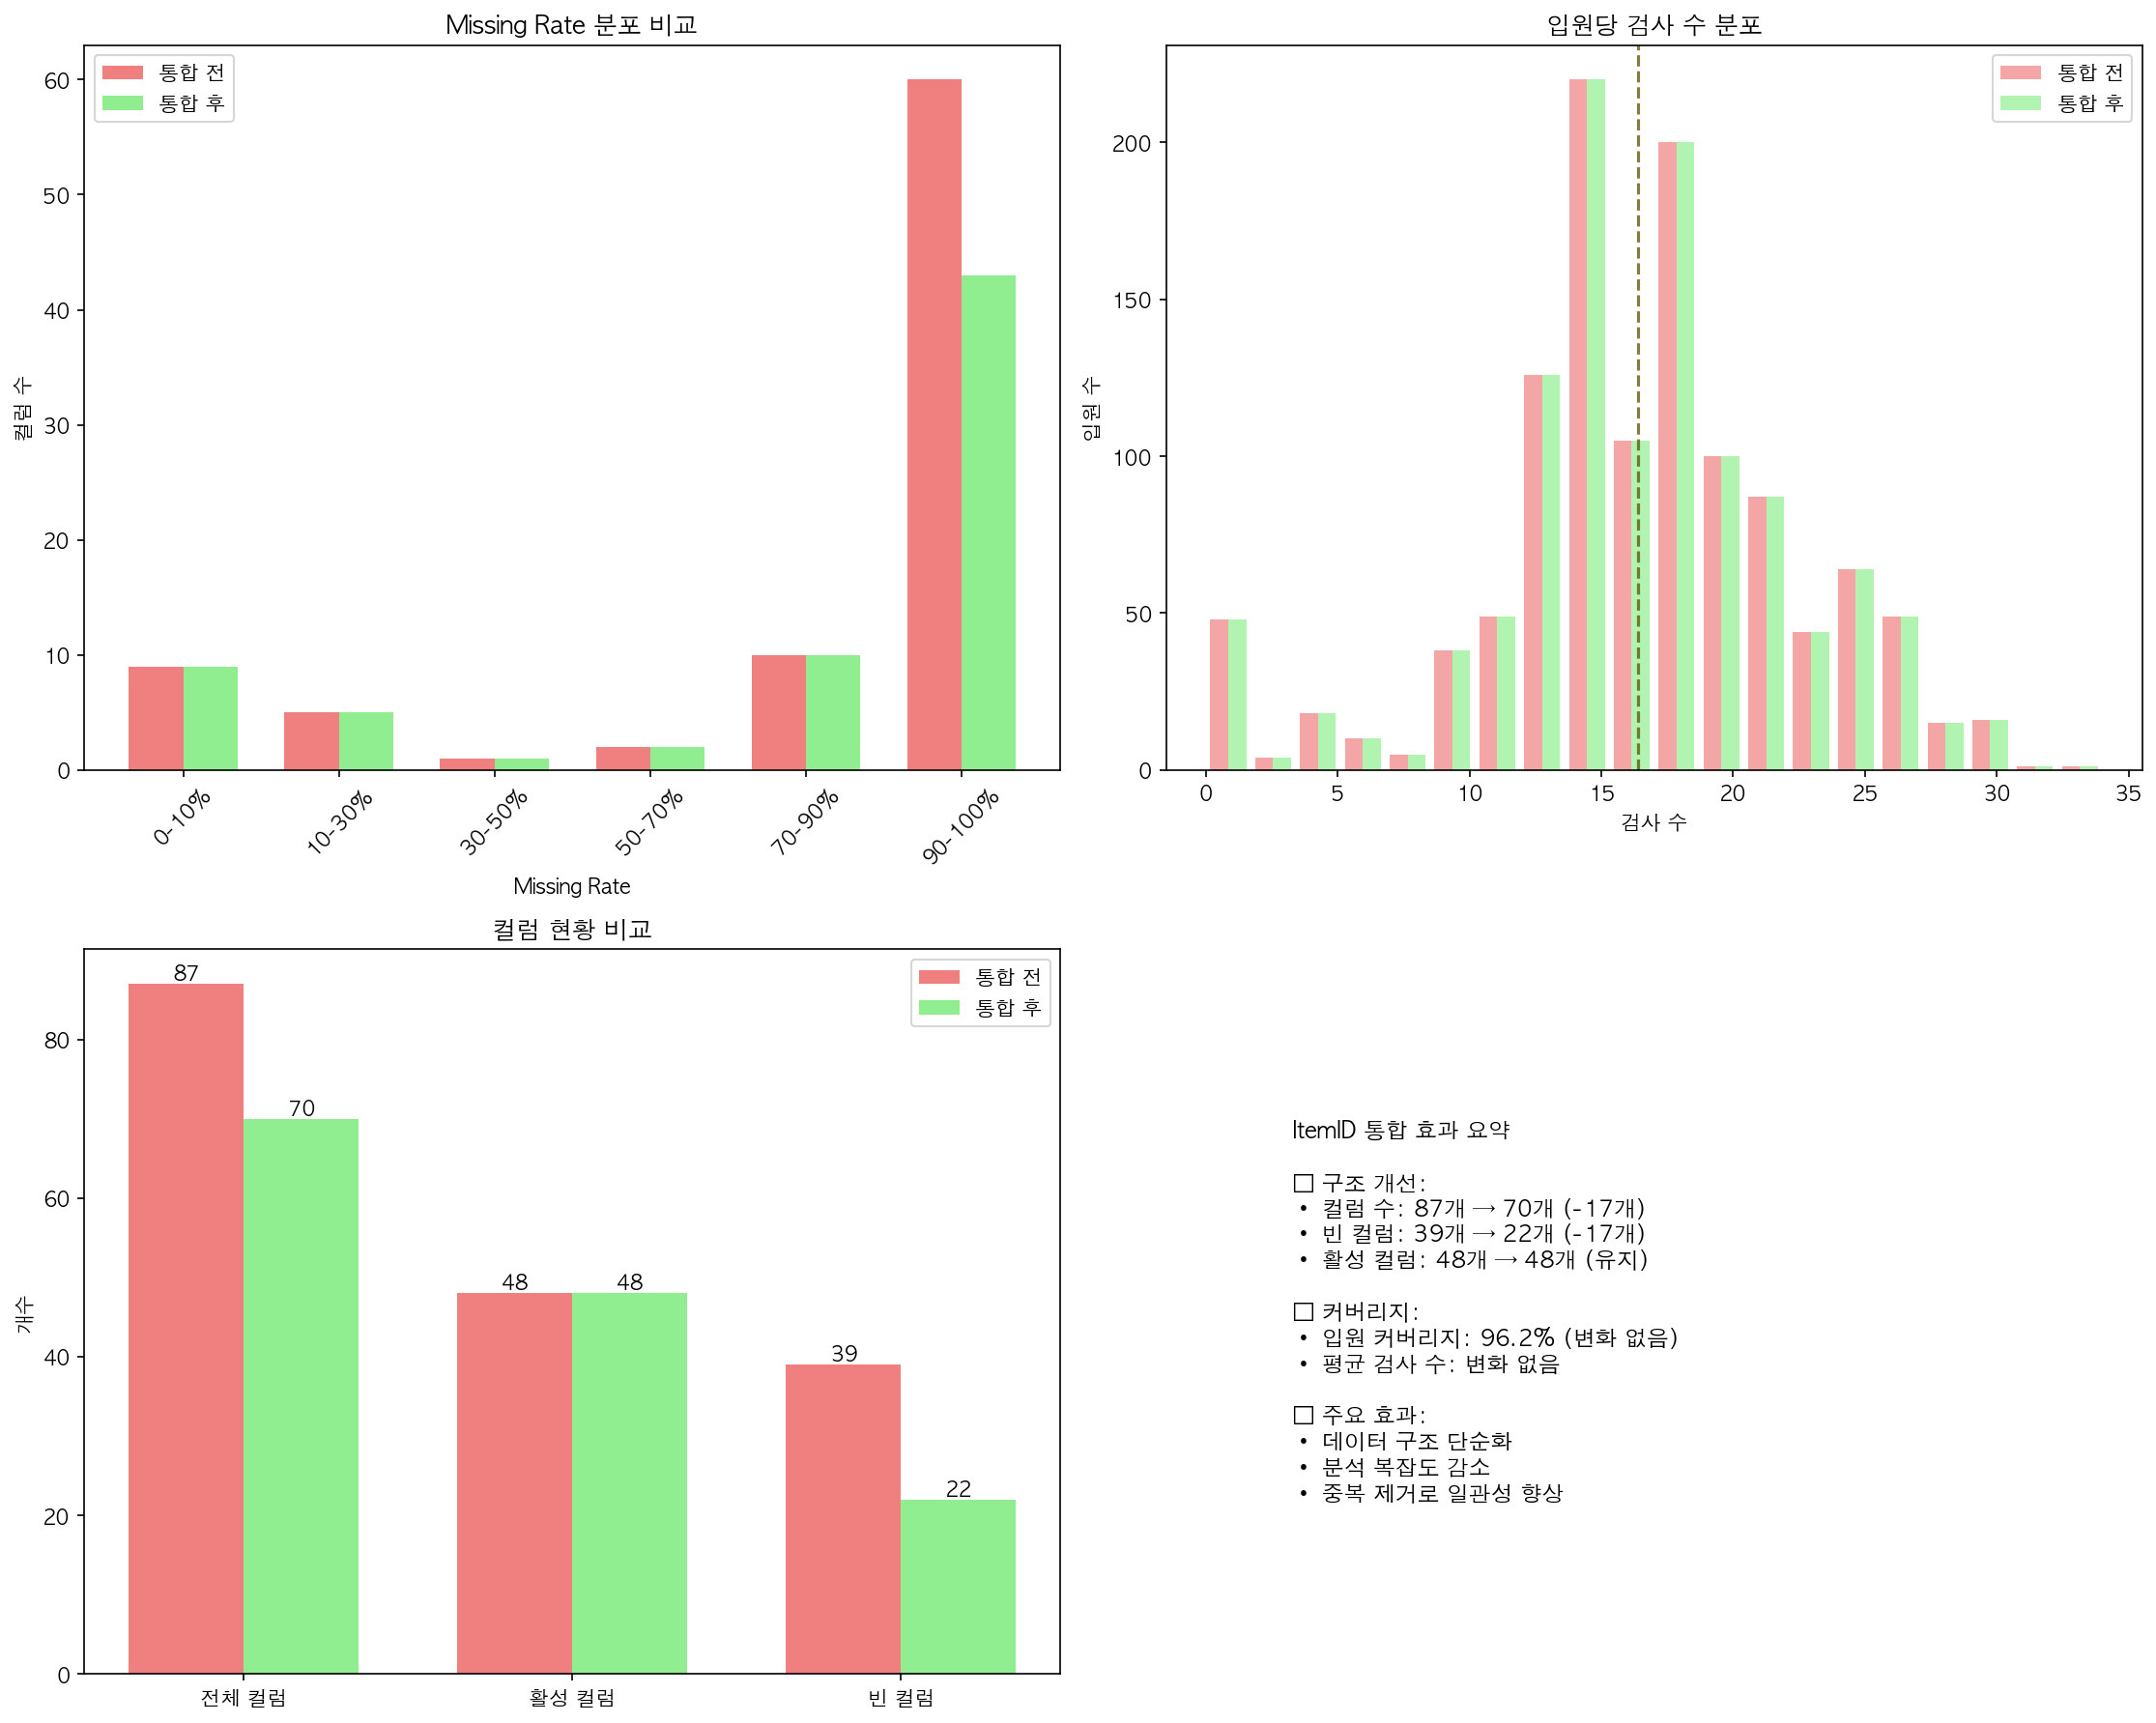 Missing Rate 분포 비교
통합 전
통합 후
컬럼 수
60
50
40
30
20
10
0
0-10%
10-30%
30-50%
50-70%
70-90%
90-100%
Missing Rate
입원당 검사 수 분포
통합 전
통합 후
입원 수
200
150
100
50
0
0
5
10
15
20
25
30
35
검사 수
컬럼 현황 비교
통합 전
통합 후
개수
80
60
40
20
0
87
70
48
48
39
22
전체 컬럼
활성 컬럼
빈 컬럼
ItemID 통합 효과 요약
□ 구조 개선:
• 컬럼 수: 87개 → 70개 (-17개)
• 빈 컬럼: 39개 → 22개 (-17개)
• 활성 컬럼: 48개 → 48개 (유지)
□ 커버리지:
• 입원 커버리지: 96.2% (변화 없음)
• 평균 검사 수: 변화 없음
□ 주요 효과:
• 데이터 구조 단순화
• 분석 복잡도 감소
• 중복 제거로 일관성 향상